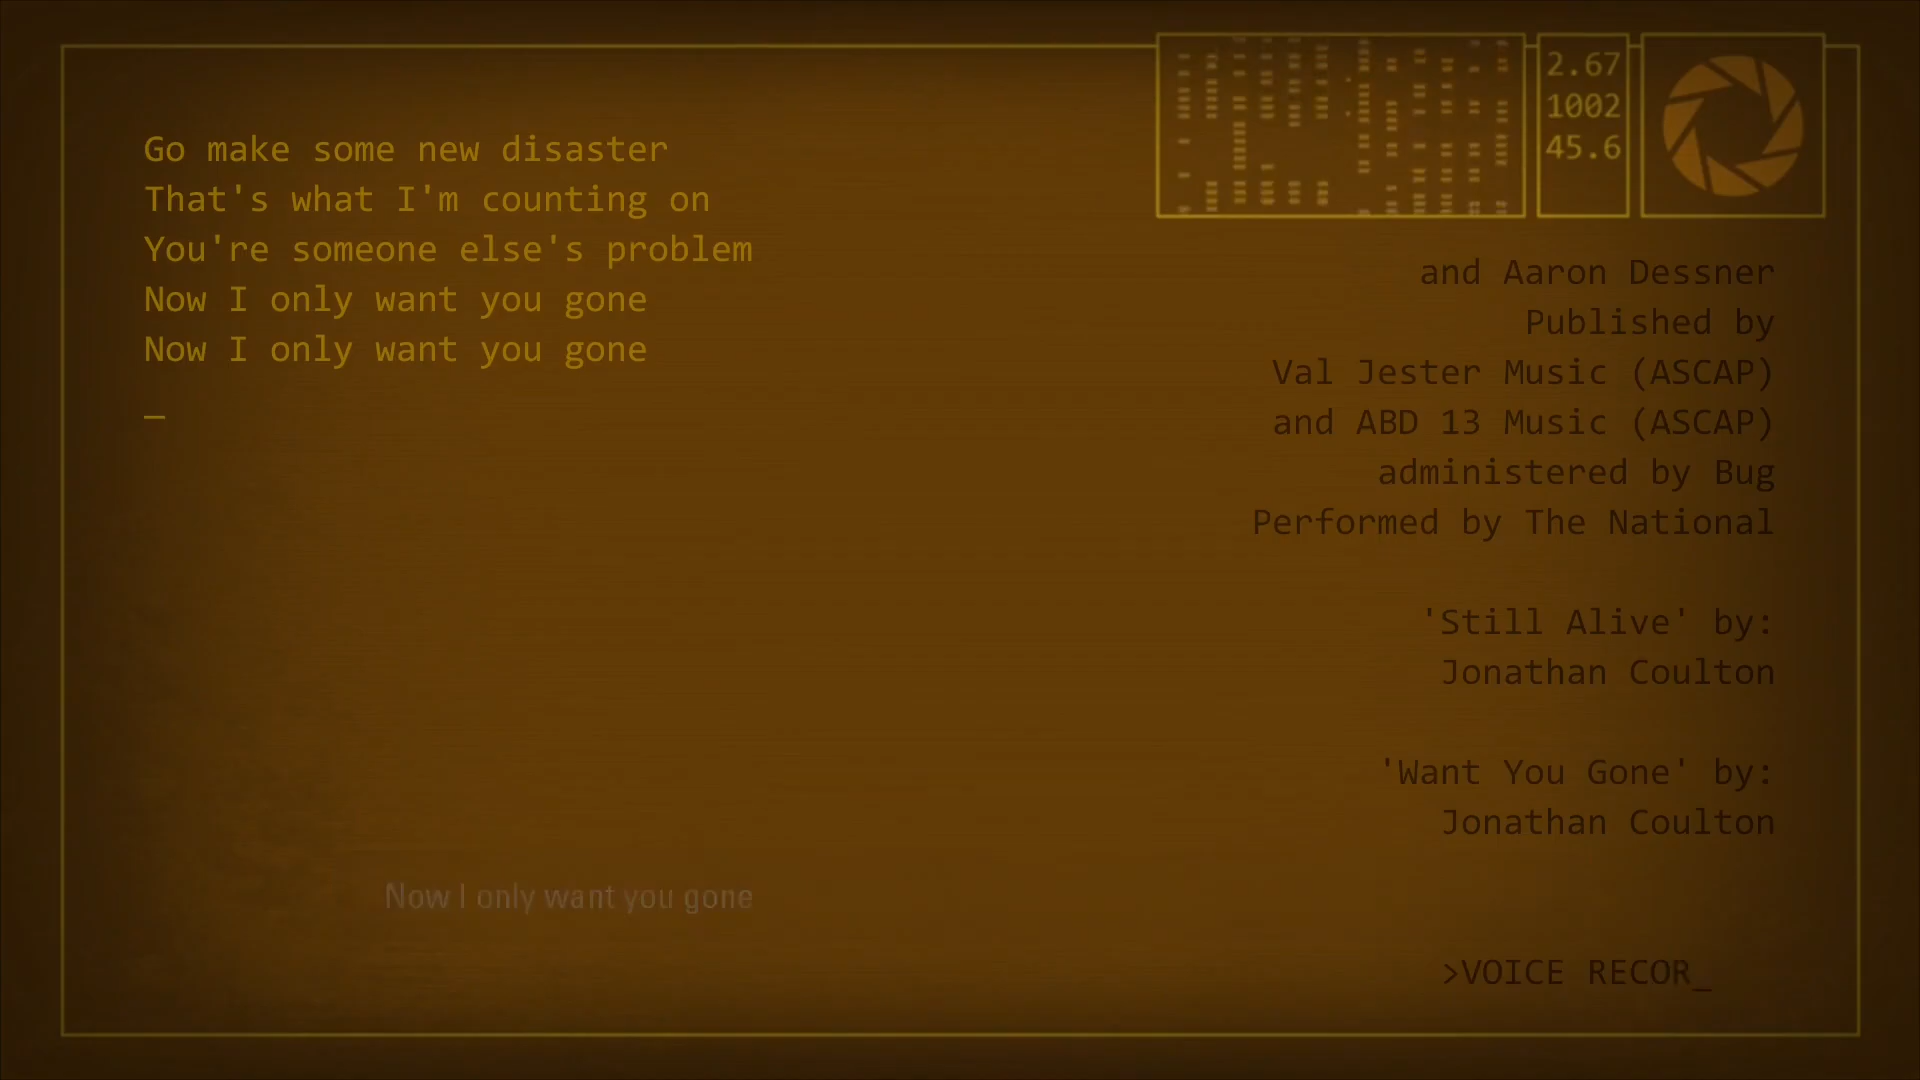 Go make some new disaster
That's what I'm counting on
You're someone else's problem
Now I only want you gone
Now I only want you gone
_
2.67
1002
45.6
and Aaron Dessner
Published by
Val Jester Music (ASCAP)
and ABD 13 Music (ASCAP)
administered by Bug
Performed by The National
'Still Alive' by:
Jonathan Coulton
'Want You Gone' by:
Jonathan Coulton
Now I only want you gone
>VOICE RECOR_